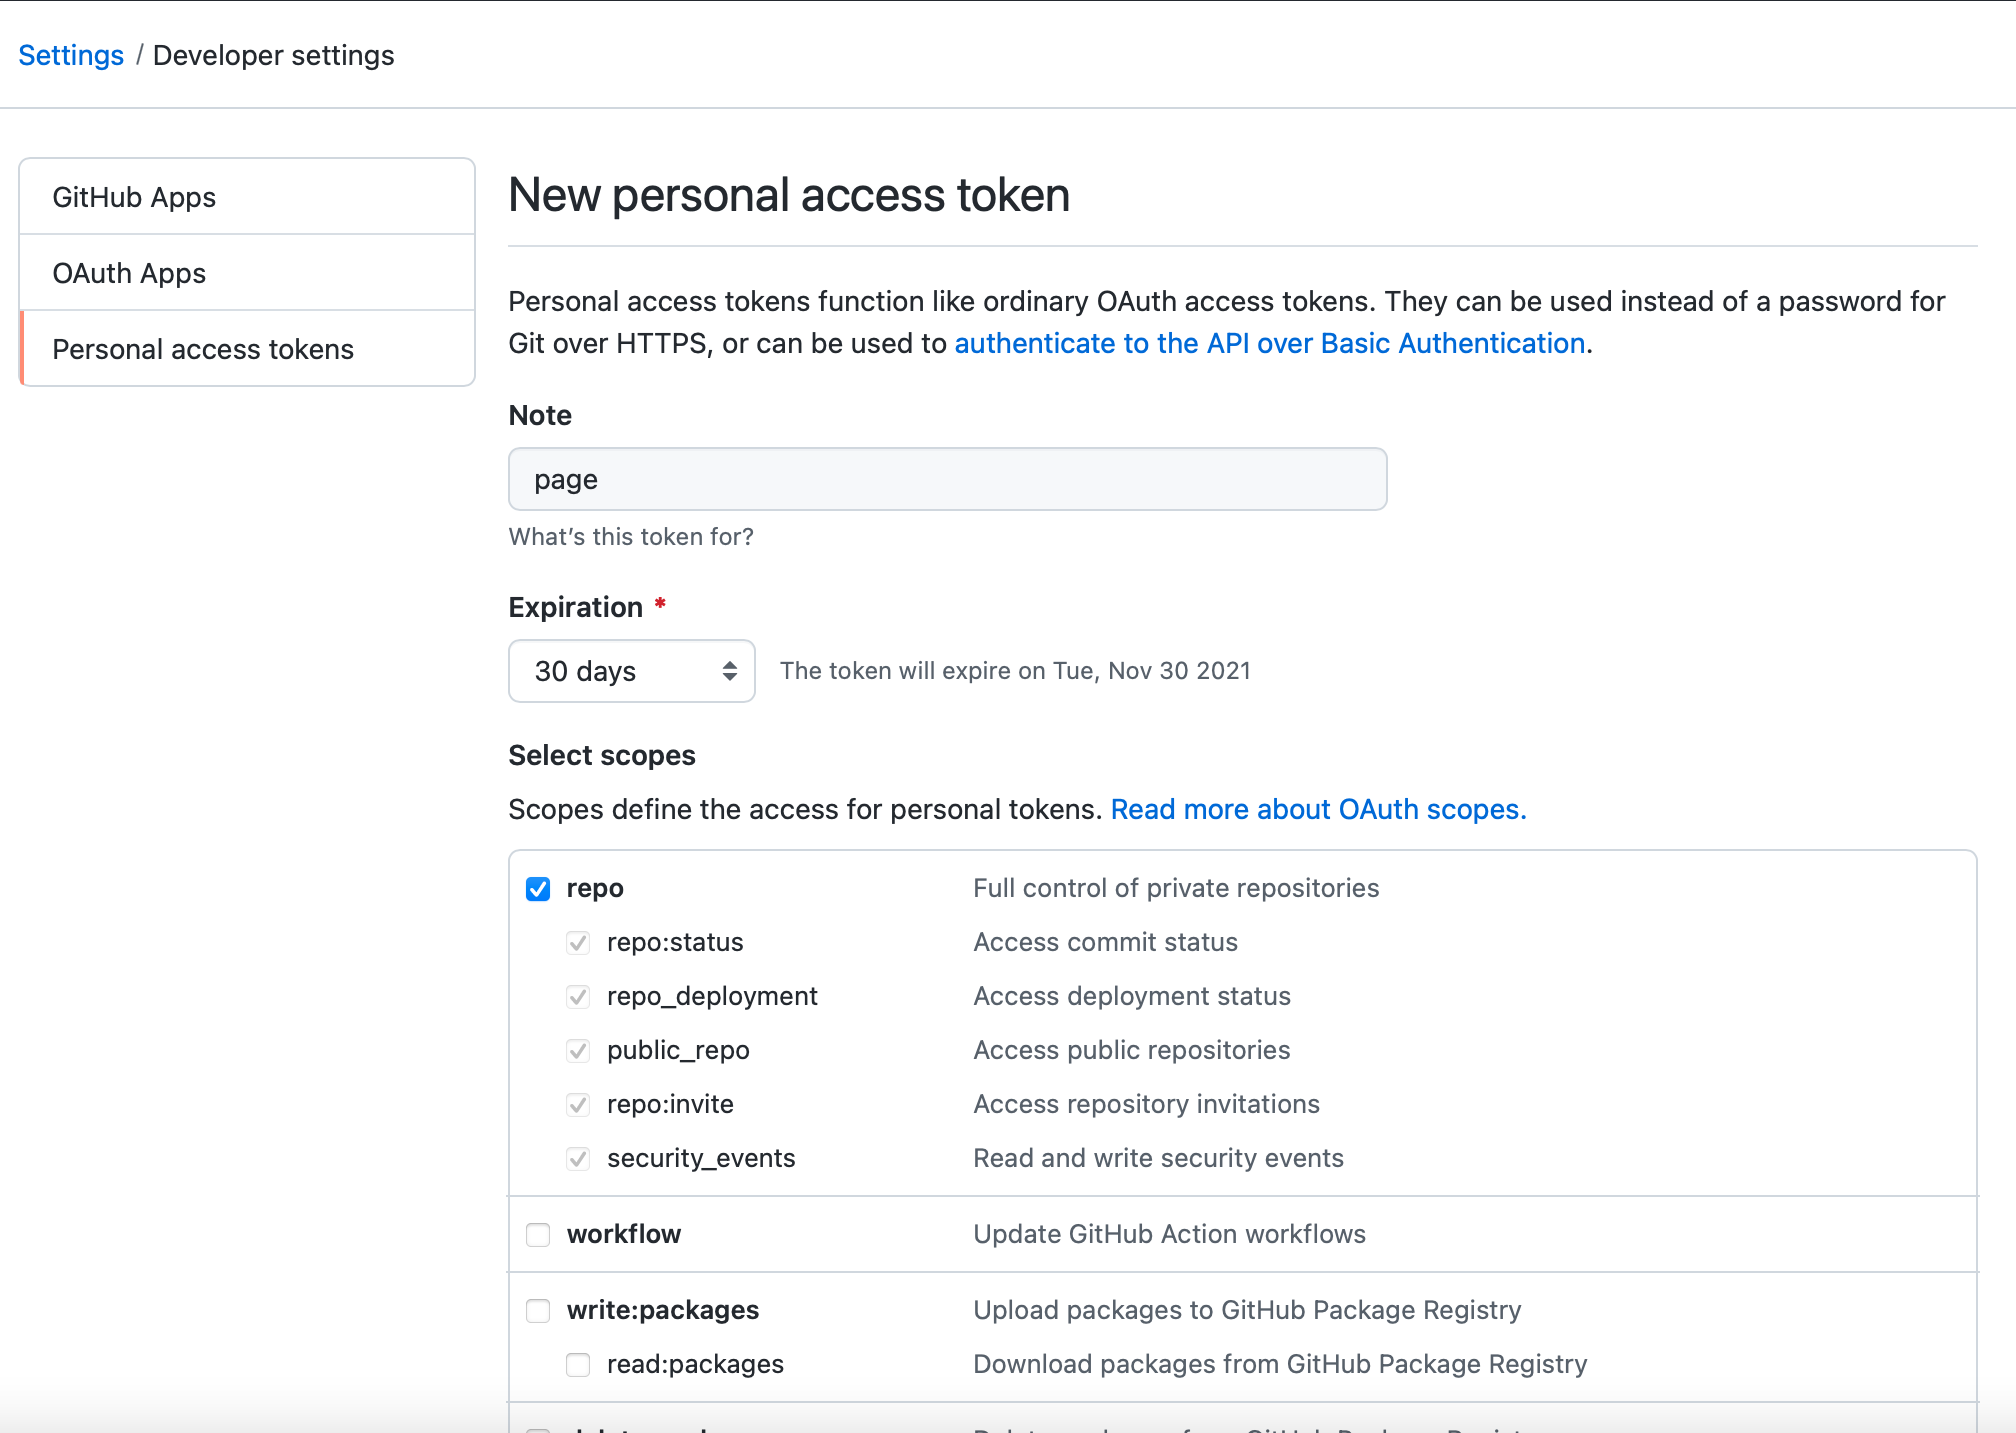 Settings / Developer settings
GitHub Apps
OAuth Apps
Personal access tokens
New personal access token
Personal access tokens function like ordinary OAuth access tokens. They can be used instead of a password for
Git over HTTPS, or can be used to authenticate to the API over Basic Authentication.
Note
page
What’s this token for?
Expiration *
30 days The token will expire on Tue, Nov 30 2021
Select scopes
Scopes define the access for personal tokens. Read more about OAuth scopes.
repo Full control of private repositories
repo:status Access commit status
repo_deployment Access deployment status
public_repo Access public repositories
repo:invite Access repository invitations
security_events Read and write security events
workflow Update GitHub Action workflows
write:packages Upload packages to GitHub Package Registry
read:packages Download packages from GitHub Package Registry